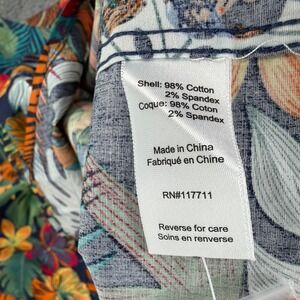 Shell: 98% Cotton
2% Spandex
Coque: 98% Coton
2% Spandex
Made in China
Fabriqué en Chine
RN#117711
Reverse for care
Soins en renverse